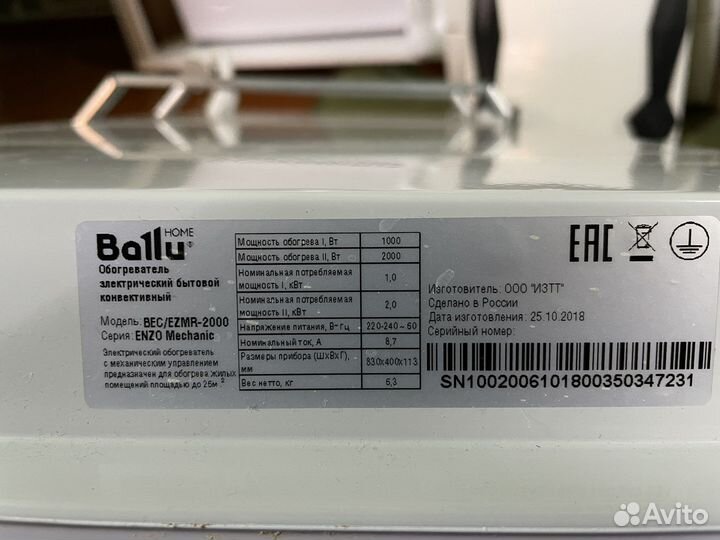 Ballu HOME®
Обогреватель
электрический бытовой
конвективный
Модель: BEC/EZMR-2000
Серия: ENZO Mechanic
Электрический обогреватель
с механическим управлением
предназначен для обогрева жилых
помещений площадью до 25м²
Мощность обогрева I, Вт 1000
Мощность обогрева II, Вт 2000
Номинальная потребляемая
мощность I, кВт 1,0
Номинальная потребляемая
мощность II, кВт 2,0
Напряжение питания, В~Гц 220-240~50
Номинальный ток, А 8,7
Размеры прибора (ШхВхГ),
мм 830х400х113
Вес нетто, кг 5,3
EAC
Изготовитель: ООО "ИЗТТ"
Сделано в России
Дата изготовления: 25.10.2018
Серийный номер:
SN1002006101800350347231
Avito